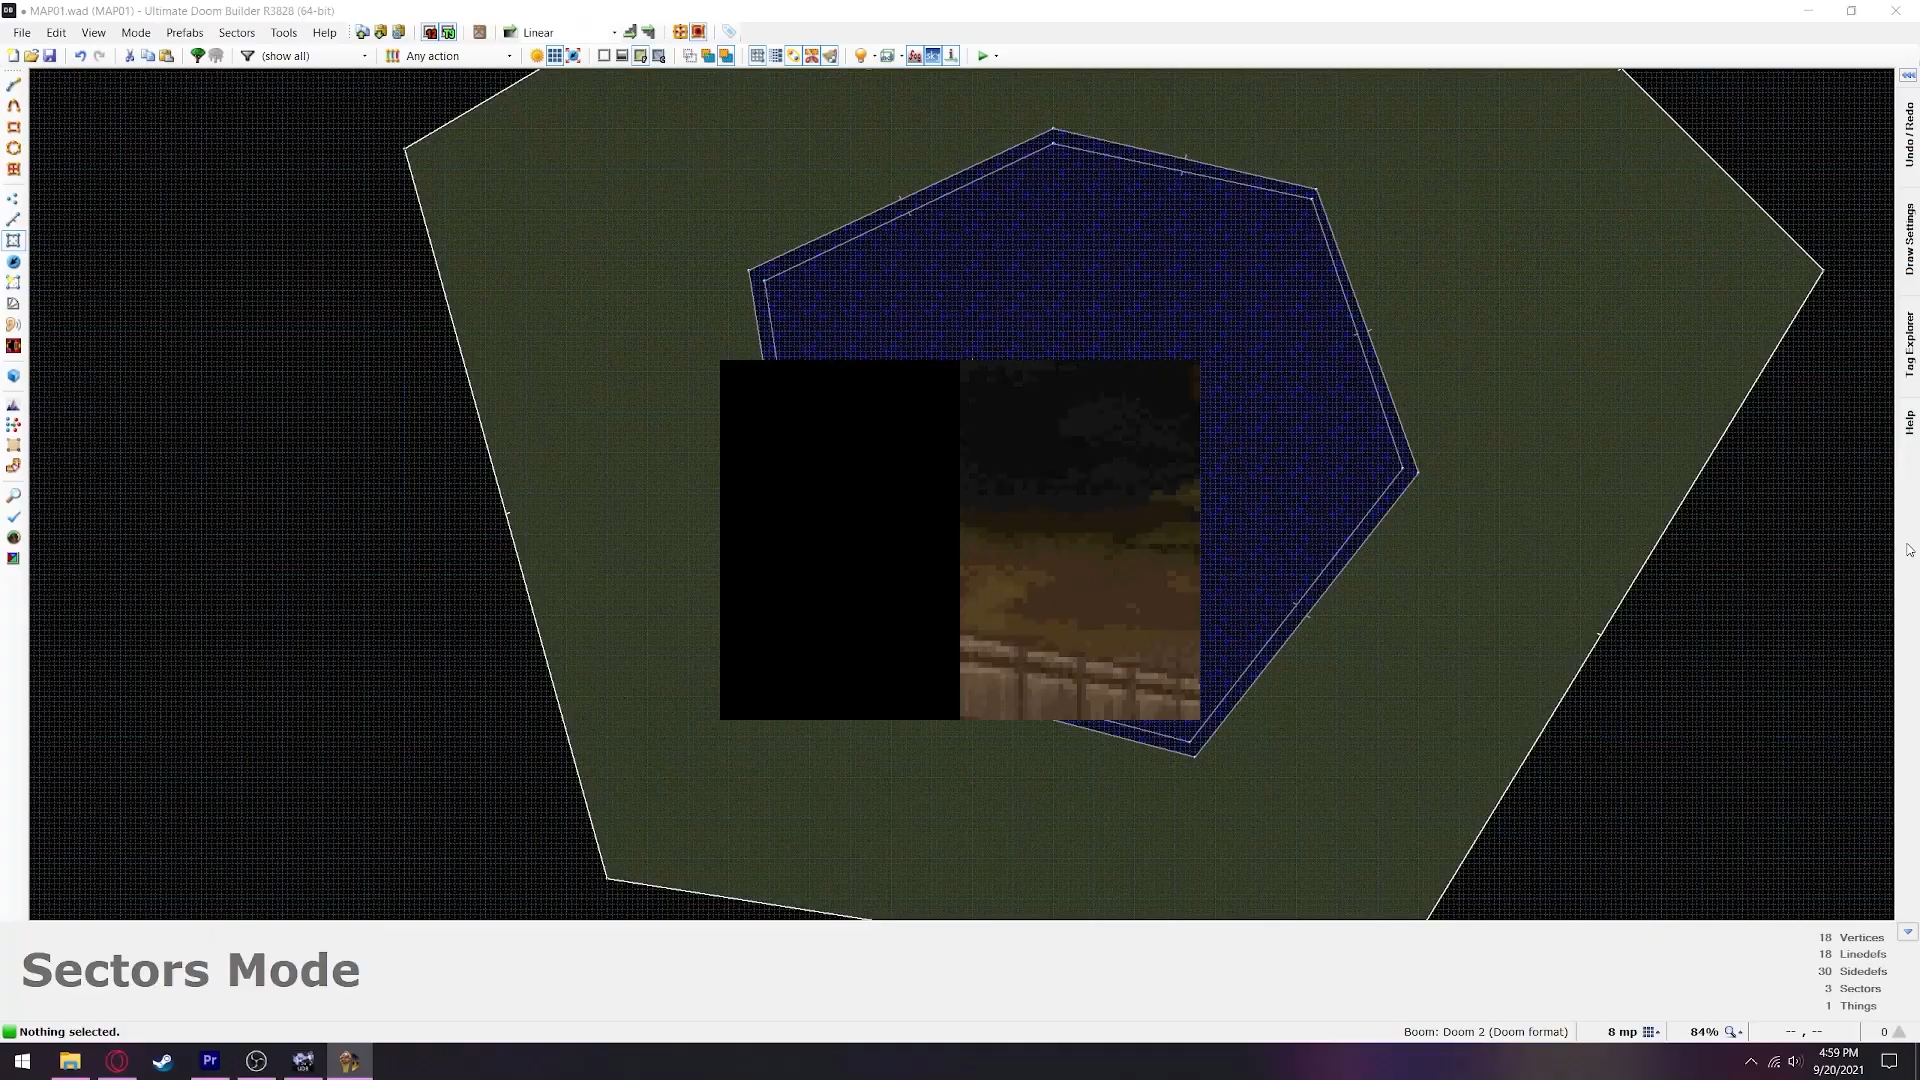 MAP01.wad (MAP01) - Ultimate Doom Builder R3828 (64-bit)
File Edit View Mode Prefabs Sectors Tools Help Linear
(show all) Any action
Undo / Redo
Draw Settings
Tag Explorer
Help
Sectors Mode
18 Vertices
18 Linedefs
30 Sidedefs
3 Sectors
1 Things
Nothing selected. Boom: Doom 2 (Doom format) 8 mp 84% -- , -- 0
4:59 PM
9/20/2021